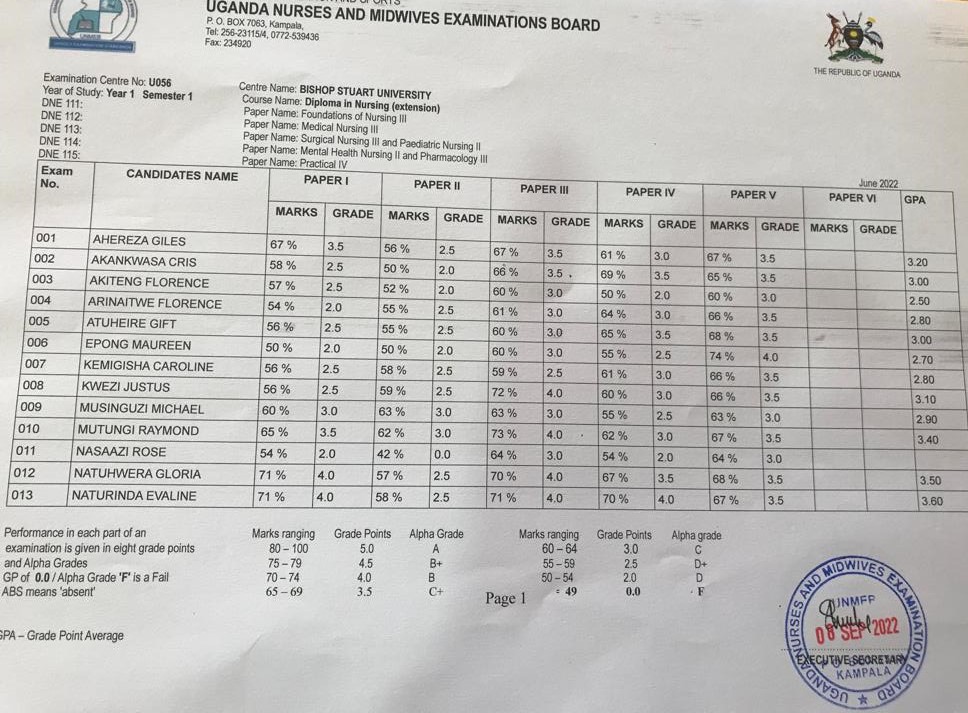 UGANDA NURSES AND MIDWIVES EXAMINATIONS BOARD
P. O. BOX 7063, Kampala,
Tel: 256-23115/4, 0772-539436
Fax: 234920
THE REPUBLIC OF UGANDA
Examination Centre No: U056
Year of Study: Year 1 Semester 1
Centre Name: BISHOP STUART UNIVERSITY
Course Name: Diploma in Nursing (extension)
DNE 111: Paper Name: Foundations of Nursing III
DNE 112: Paper Name: Medical Nursing III
DNE 113: Paper Name: Surgical Nursing III and Paediatric Nursing II
DNE 114: Paper Name: Mental Health Nursing II and Pharmacology III
DNE 115: Paper Name: Practical IV
June 2022
Exam No. CANDIDATES NAME PAPER I PAPER II PAPER III PAPER IV PAPER V PAPER VI GPA
MARKS GRADE MARKS GRADE MARKS GRADE MARKS GRADE MARKS GRADE MARKS GRADE
001 AHEREZA GILES 67 % 3.5 56 % 2.5 67 % 3.5 61 % 3.0 67 % 3.5 3.20
002 AKANKWASA CRIS 58 % 2.5 50 % 2.0 66 % 3.5 69 % 3.5 65 % 3.5 3.00
003 AKITENG FLORENCE 57 % 2.5 52 % 2.0 60 % 3.0 50 % 2.0 60 % 3.0 2.50
004 ARINAITWE FLORENCE 54 % 2.0 55 % 2.5 61 % 3.0 64 % 3.0 66 % 3.5 2.80
005 ATUHEIRE GIFT 56 % 2.5 55 % 2.5 60 % 3.0 65 % 3.5 68 % 3.5 3.00
006 EPONG MAUREEN 50 % 2.0 50 % 2.0 60 % 3.0 55 % 2.5 74 % 4.0 2.70
007 KEMIGISHA CAROLINE 56 % 2.5 58 % 2.5 59 % 2.5 61 % 3.0 66 % 3.5 2.80
008 KWEZI JUSTUS 56 % 2.5 59 % 2.5 72 % 4.0 60 % 3.0 66 % 3.5 3.10
009 MUSINGUZI MICHAEL 60 % 3.0 63 % 3.0 63 % 3.0 55 % 2.5 63 % 3.0 2.90
010 MUTUNGI RAYMOND 65 % 3.5 62 % 3.0 73 % 4.0 62 % 3.0 67 % 3.5 3.40
011 NASAAZI ROSE 54 % 2.0 42 % 0.0 64 % 3.0 54 % 2.0 64 % 3.0
012 NATUHWERA GLORIA 71 % 4.0 57 % 2.5 70 % 4.0 67 % 3.5 68 % 3.5 3.50
013 NATURINDA EVALINE 71 % 4.0 58 % 2.5 71 % 4.0 70 % 4.0 67 % 3.5 3.60
Performance in each part of an Marks ranging Grade Points Alpha Grade Marks ranging Grade Points Alpha grade
examination is given in eight grade points 80 – 100 5.0 A 60 – 64 3.0 C
and Alpha Grades 75 – 79 4.5 B+ 55 – 59 2.5 D+
GP of 0.0 / Alpha Grade 'F' is a Fail 70 – 74 4.0 B 50 – 54 2.0 D
ABS means 'absent' 65 – 69 3.5 C+ 49 0.0 F
Page 1
GPA – Grade Point Average
UGANDA NURSES AND MIDWIVES EXAMINATION BOARD
08 SEP 2022
EXECUTIVE SECRETARY
KAMPALA